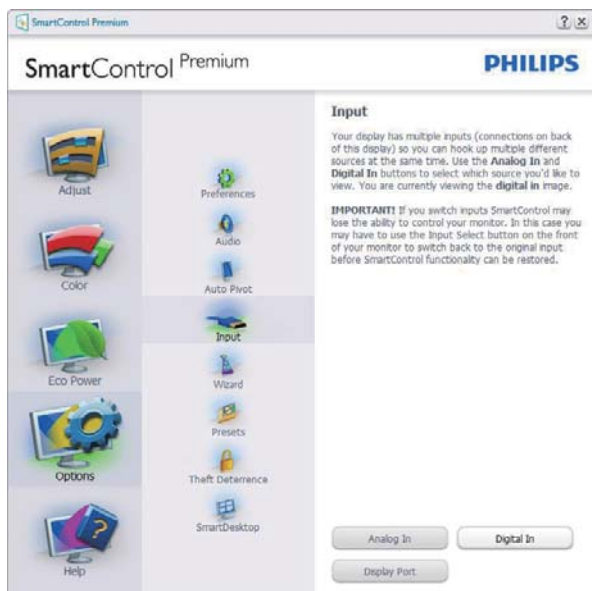 SmartControl Premium
SmartControl Premium
PHILIPS
Adjust
Color
Eco Power
Options
Help
Preferences
Audio
Auto Pivot
Input
Wizard
Presets
Theft Deterrence
SmartDesktop
Input
Your display has multiple inputs (connections on back
of this display) so you can hook up multiple different
sources at the same time. Use the Analog In and
Digital In buttons to select which source you'd like to
view. You are currently viewing the digital in image.
IMPORTANT! If you switch inputs SmartControl may
lose the ability to control your monitor. In this case you
may have to use the Input Select button on the front
of your monitor to switch back to the original input
before SmartControl functionality can be restored.
Analog In
Digital In
Display Port